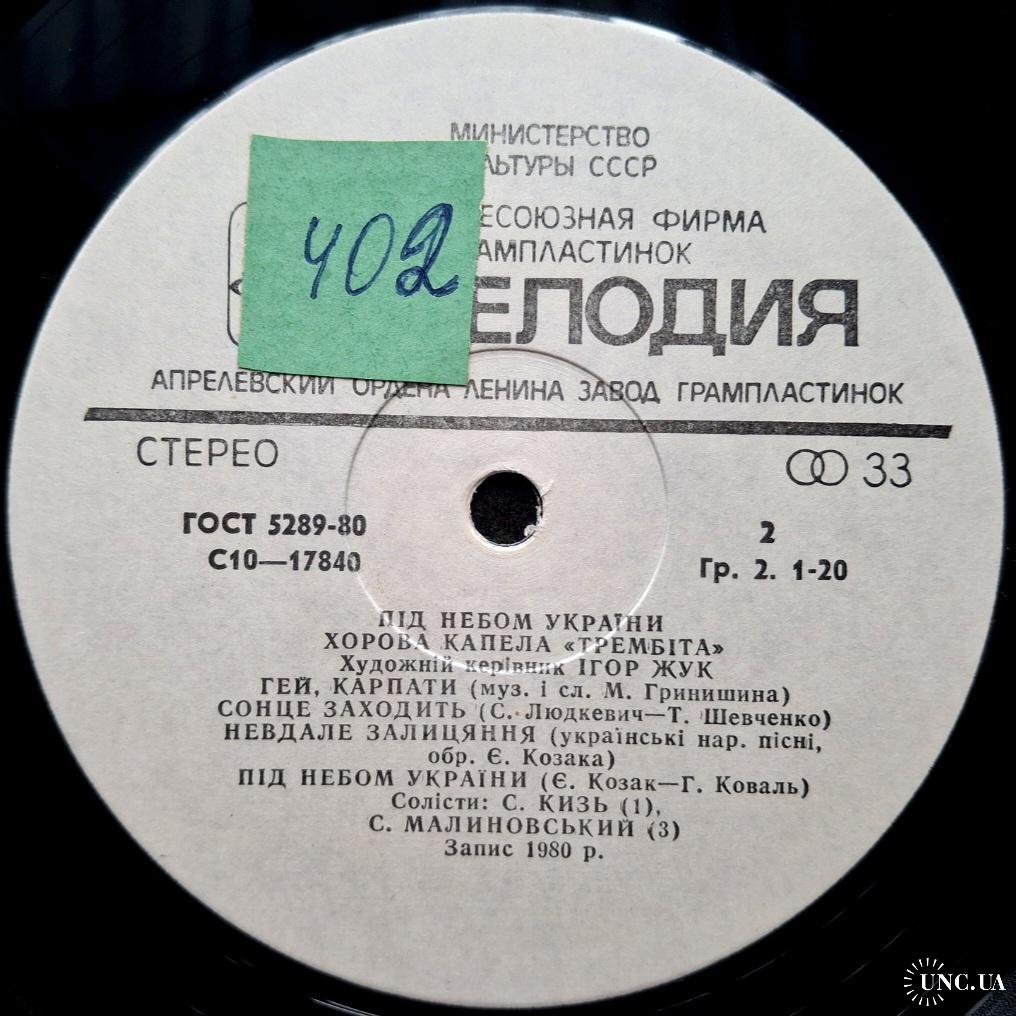 МИНИСТЕРСТВО
ЛЬТУРЫ СССР
ЕСОЮЗНАЯ ФИРМА
АМПЛАСТИНОК
ЕЛОДИЯ
402
АПРЕЛЕВСКИЙ ОРДЕНА ЛЕНИНА ЗАВОД ГРАМПЛАСТИНОК
СТЕРЕО
33
ГОСТ 5289-80
С10—17840
2
Гр. 2. 1-20
ПІД НЕБОМ УКРАЇНИ
ХОРОВА КАПЕЛА «ТРЕМБІТА»
Художній керівник ІГОР ЖУК
ГЕЙ, КАРПАТИ (муз. і сл. М. Гринишина)
СОНЦЕ ЗАХОДИТЬ (С. Людкевич—Т. Шевченко)
НЕВДАЛЕ ЗАЛИЦЯННЯ (українські нар. пісні,
обр. Є. Козака)
ПІД НЕБОМ УКРАЇНИ (Є. Козак—Г. Коваль)
Солісти: С. КИЗЬ (1),
С. МАЛИНОВСЬКИЙ (3)
Запис 1980 р.
UNC.UA